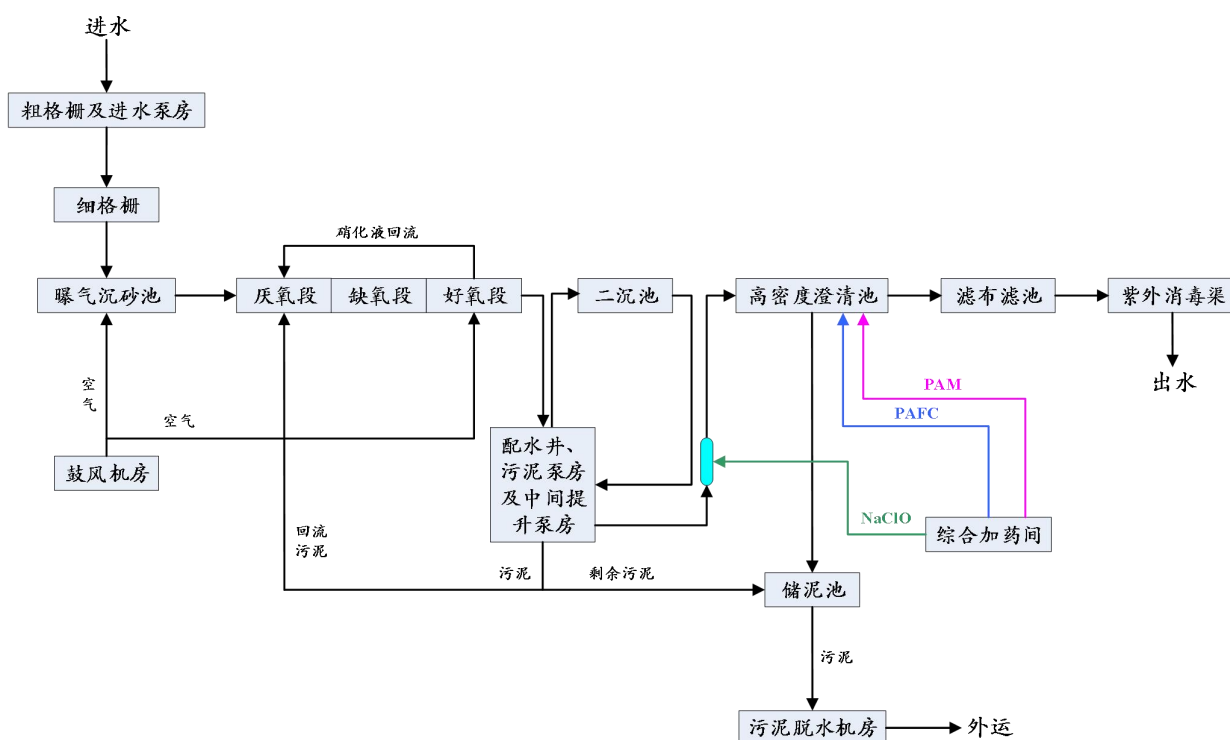 进水
粗格栅及进水泵房
细格栅
硝化液回流
曝气沉砂池
厌氧段
缺氧段
好氧段
二沉池
高密度澄清池
滤布滤池
紫外消毒渠
出水
空
气
空气
PAM
PAFC
鼓风机房
配水井、
污泥泵房
及中间提
升泵房
NaClO
综合加药间
回流
污泥
污泥
剩余污泥
储泥池
污泥
污泥脱水机房
外运